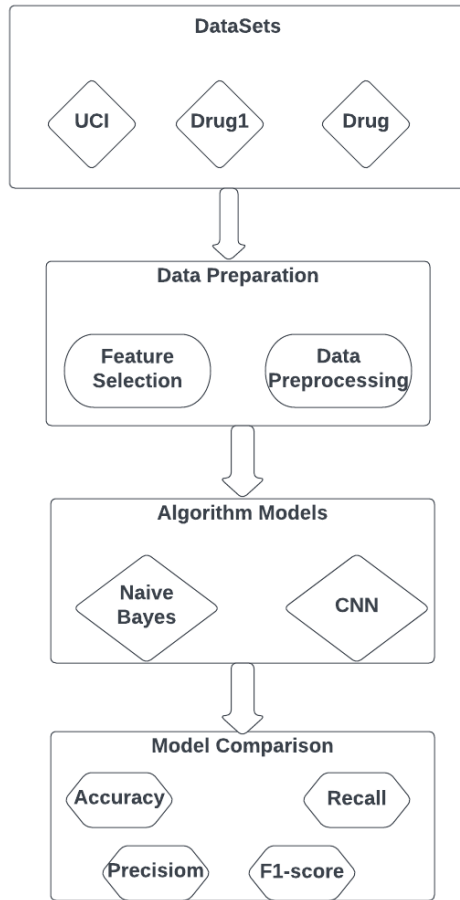 DataSets
UCI
Drug1
Drug
Data Preparation
Feature
Selection
Data
Preprocessing
Algorithm Models
Naive
Bayes
CNN
Model Comparison
Accuracy
Recall
Precisiom
F1-score